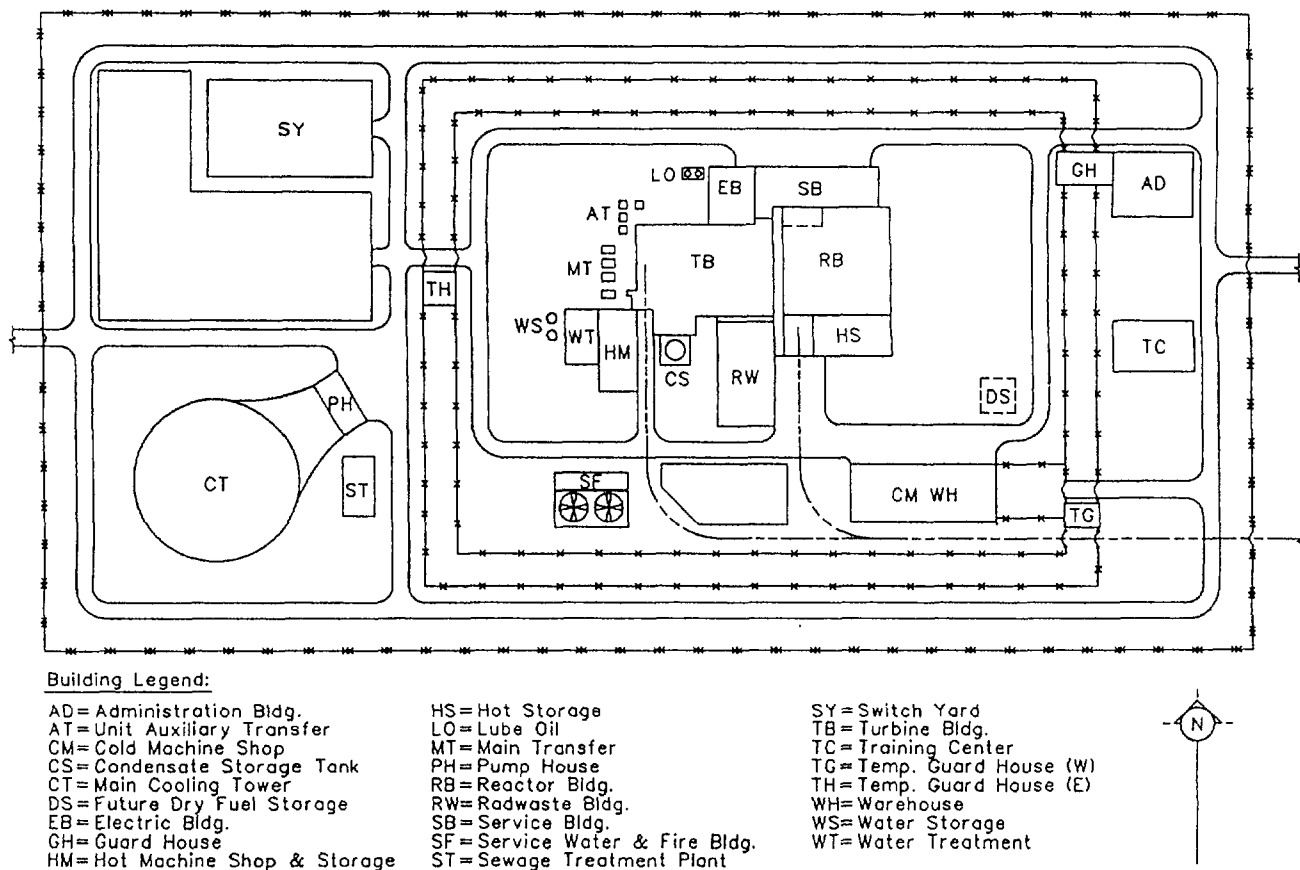 SY
LO
EB
SB
GH
AD
AT
MT
TB
RB
TH
WS
WT
HM
CS
RW
HS
TC
PH
DS
CT
ST
SF
CM WH
TG
Building Legend:
AD=Administration Bldg.
AT=Unit Auxiliary Transfer
CM=Cold Machine Shop
CS=Condensate Storage Tank
CT=Main Cooling Tower
DS=Future Dry Fuel Storage
EB=Electric Bldg.
GH=Guard House
HM=Hot Machine Shop & Storage
HS=Hot Storage
LO=Lube Oil
MT=Main Transfer
PH=Pump House
RB=Reactor Bldg.
RW=Radwaste Bldg.
SB=Service Bldg.
SF=Service Water & Fire Bldg.
ST=Sewage Treatment Plant
SY=Switch Yard
TB=Turbine Bldg.
TC=Training Center
TG=Temp. Guard House (W)
TH=Temp. Guard House (E)
WH=Warehouse
WS=Water Storage
WT=Water Treatment
N